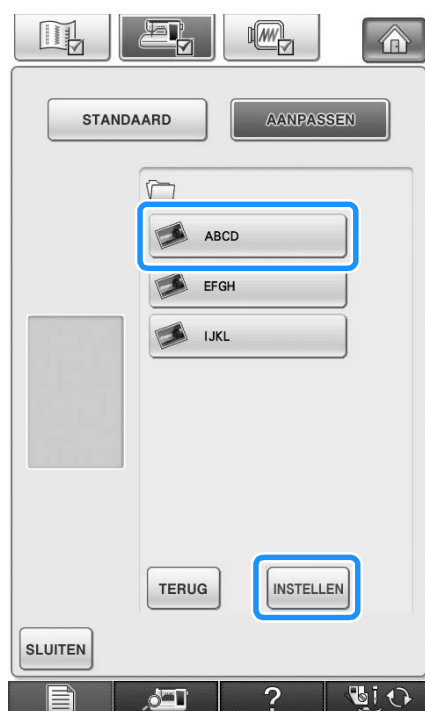 STANDAARD AANPASSEN
ABCD
EFGH
IJKL
TERUG INSTELLEN
SLUITEN
?